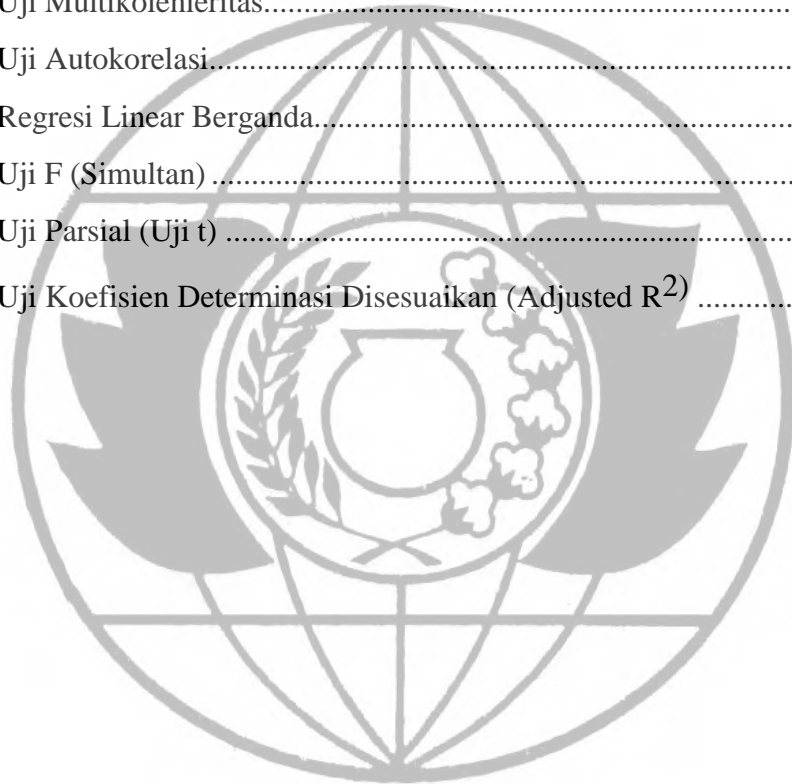 Uji Multikolenieritas....................................................................
Uji Autokorelasi...........................................................................
Regresi Linear Berganda.............................................................
Uji F (Simultan) ..........................................................................
Uji Parsial (Uji t) ........................................................................
Uji Koefisien Determinasi Disesuaikan (Adjusted R²) ............